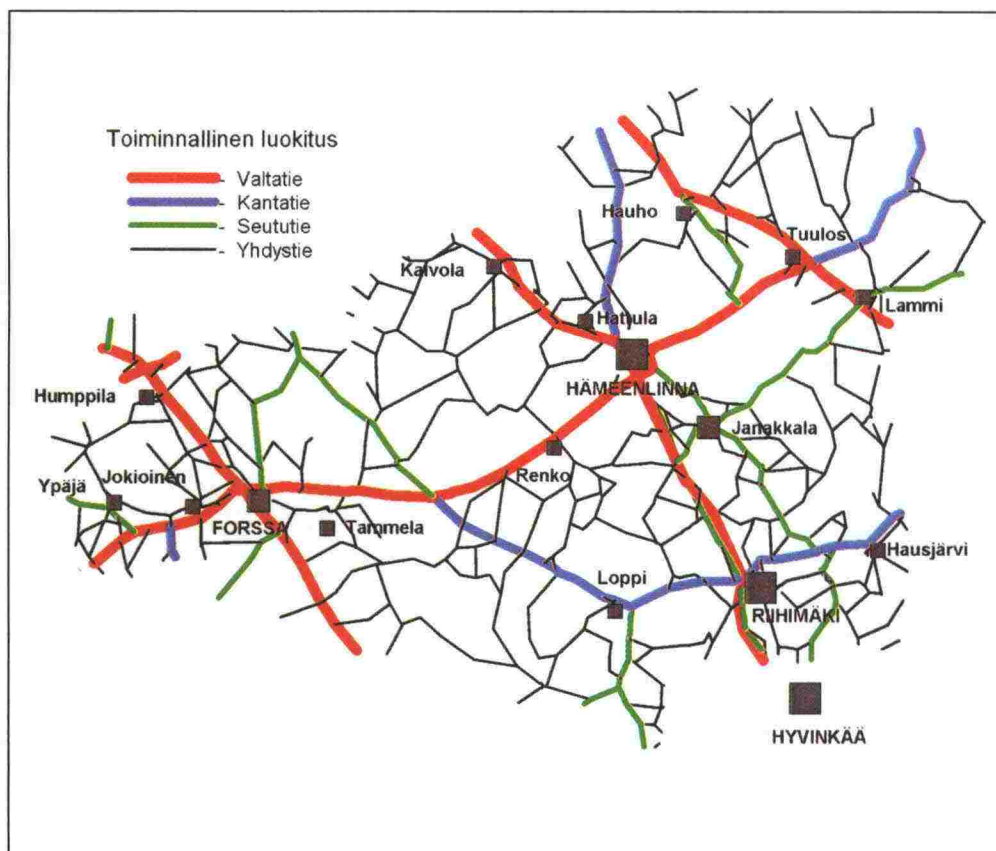 Toiminnallinen luokitus
Valtatie
Kantatie
Seututie
Yhdystie
Hauho
Tuulos
Kalvola
Lammi
Hattula
HÄMEENLINNA
Humppila
Janakkala
Ypäjä
Jokioinen
Renko
FORSSA
Tammela
Hausjärvi
Loppi
RIIHIMÄKI
HYVINKÄÄ